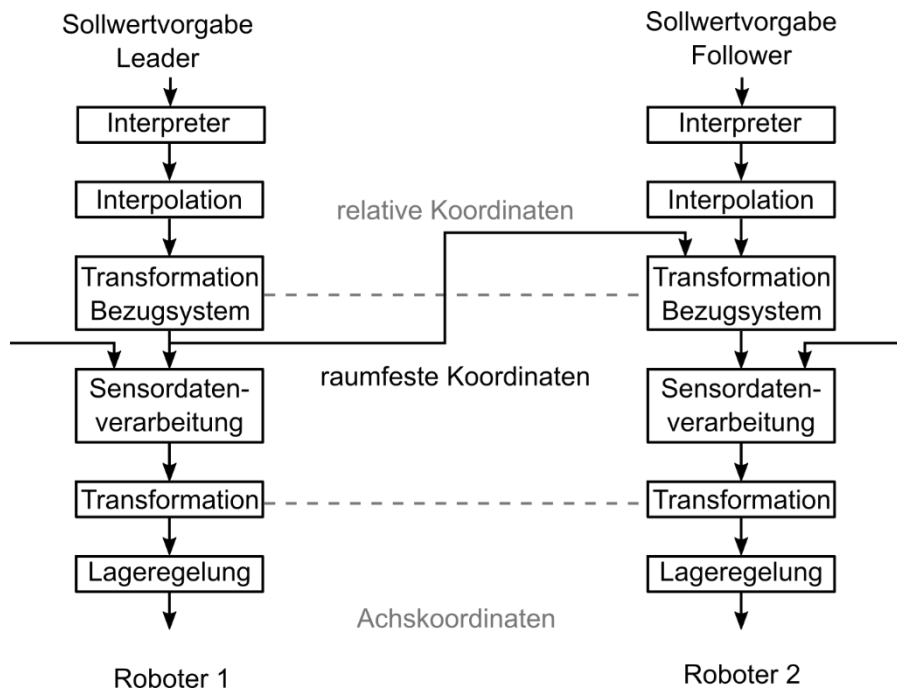 Sollwertvorgabe
Leader
Interpreter
Interpolation
Transformation
Bezugsystem
Sensordaten-
verarbeitung
Transformation
Lageregelung
Roboter 1
relative Koordinaten
raumfeste Koordinaten
Achskoordinaten
Sollwertvorgabe
Follower
Interpreter
Interpolation
Transformation
Bezugsystem
Sensordaten-
verarbeitung
Transformation
Lageregelung
Roboter 2